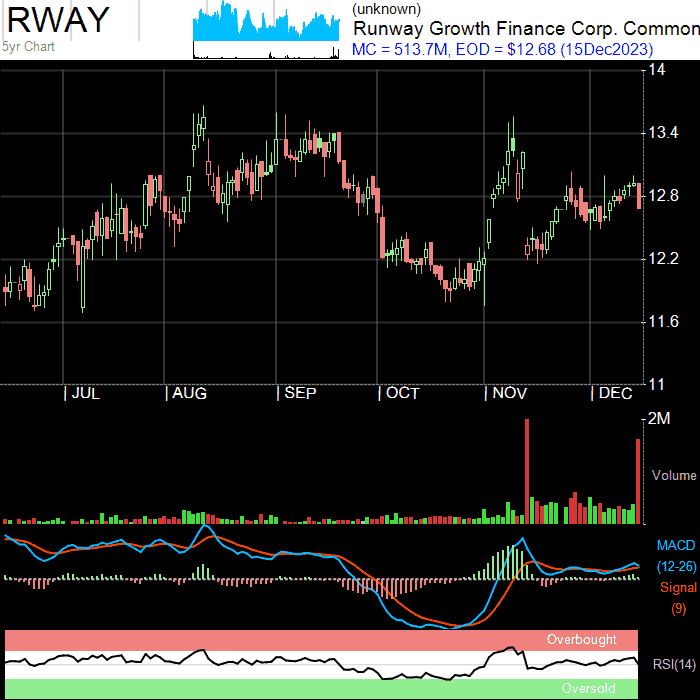 RWAY
5yr Chart
(unknown)
Runway Growth Finance Corp. Common
MC = 513.7M, EOD = $12.68 (15Dec2023)
14
13.4
12.8
12.2
11.6
11
| JUL | AUG | SEP | OCT | NOV | DEC
2M
Volume
MACD
(12-26)
Signal
(9)
Overbought
RSI(14)
Oversold